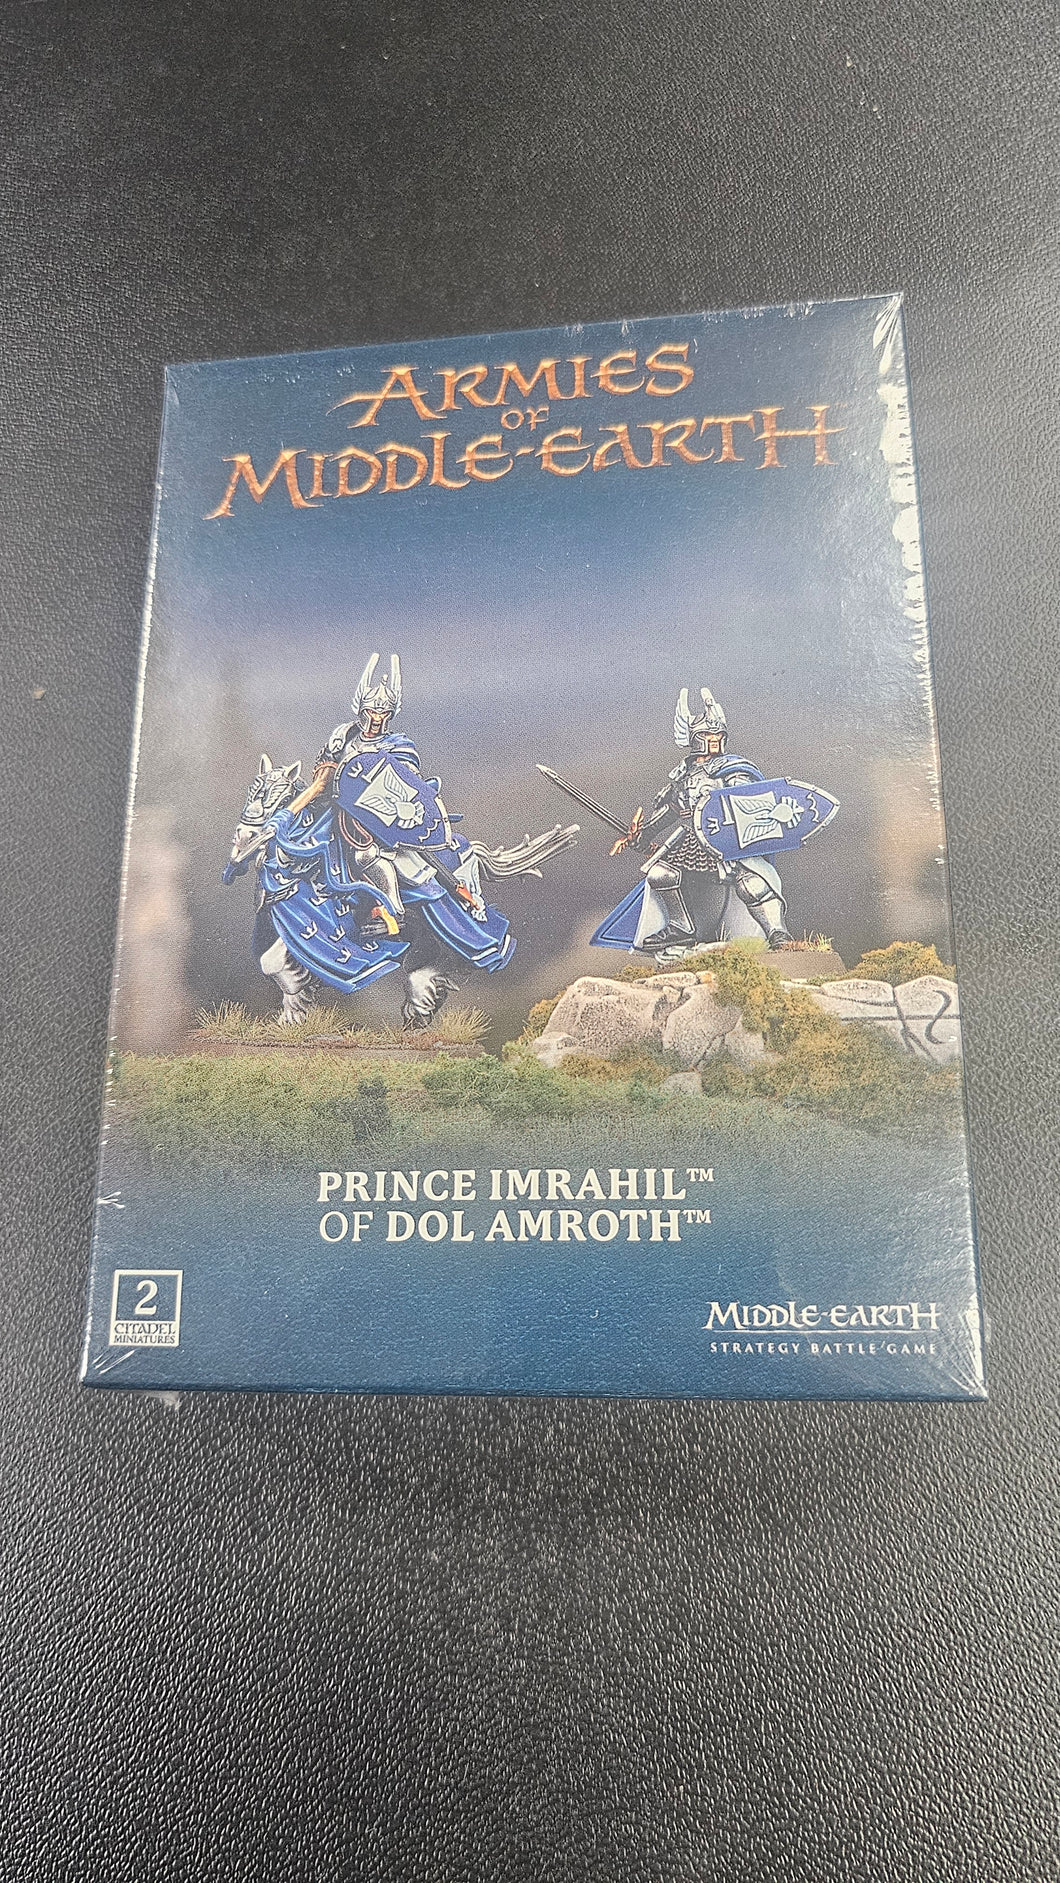 ARMIES
OF
MIDDLE-EARTH
PRINCE IMRAHIL™
OF DOL AMROTH™
2
CITADEL
MINIATURES
MIDDLE-EARTH
STRATEGY BATTLE GAME